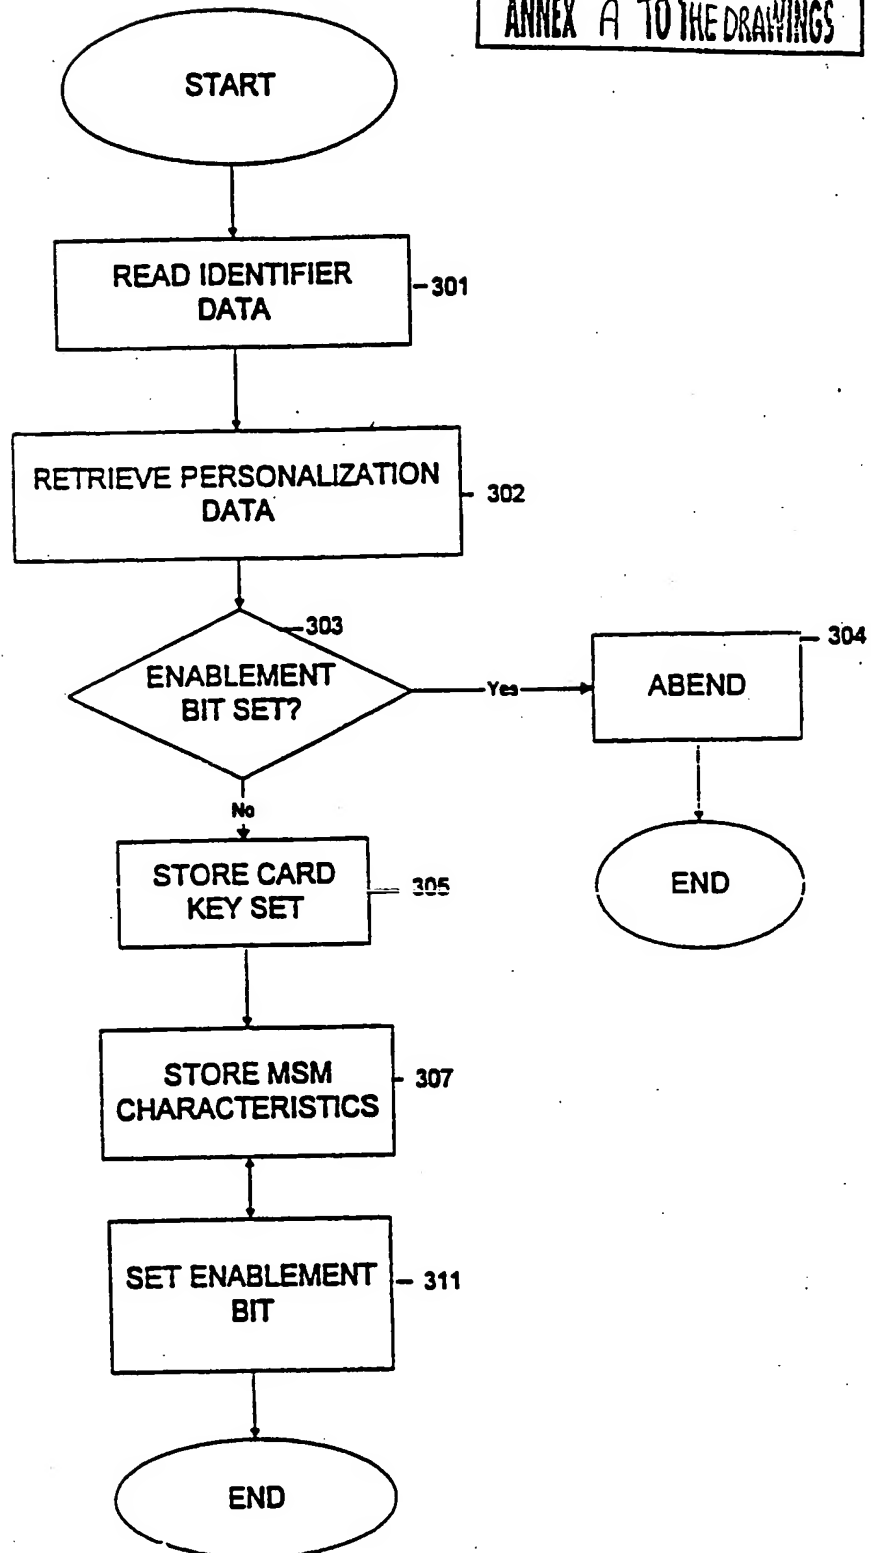 ANNEX A TO THE DRAWINGS
START
READ IDENTIFIER
DATA
301
RETRIEVE PERSONALIZATION
DATA
302
303
ENABLEMENT
BIT SET?
Yes
304
ABEND
No
END
STORE CARD
KEY SET
305
STORE MSM
CHARACTERISTICS
307
SET ENABLEMENT
BIT
311
END